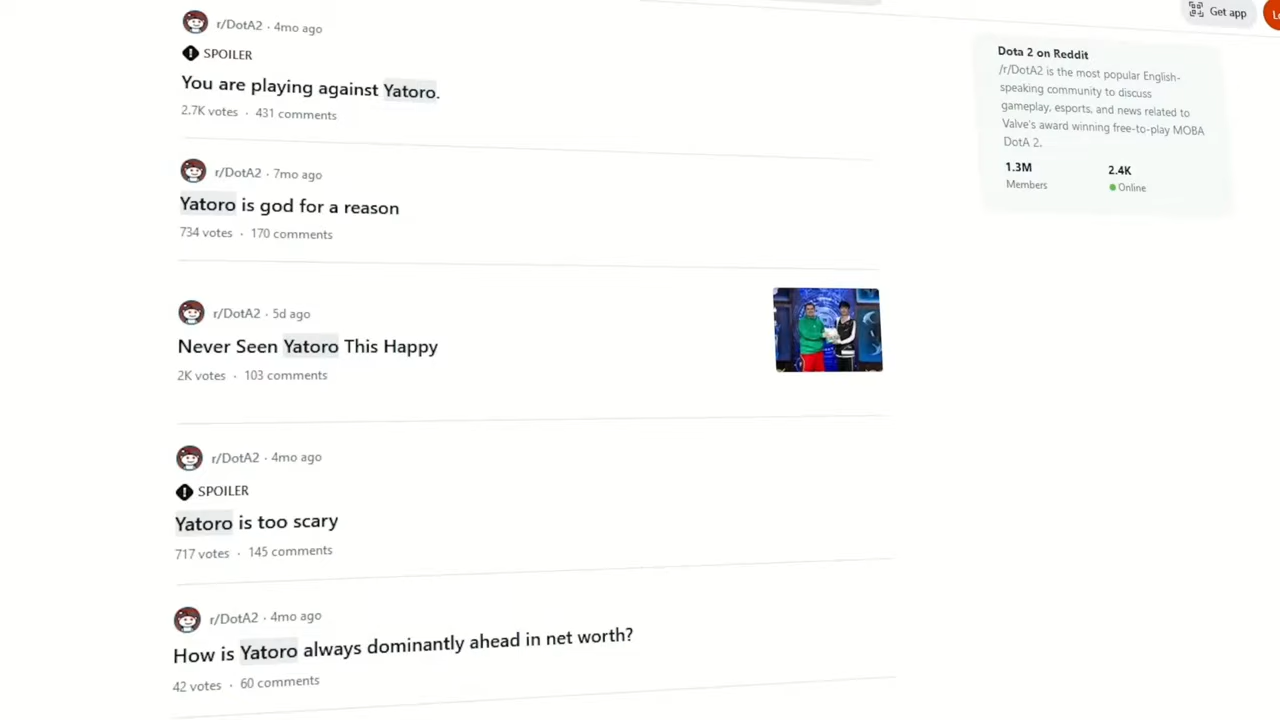 r/DotA2 · 4mo ago
SPOILER
You are playing against Yatoro.
2.7K votes · 431 comments
r/DotA2 · 7mo ago
Yatoro is god for a reason
734 votes · 170 comments
r/DotA2 · 5d ago
Never Seen Yatoro This Happy
2K votes · 103 comments
r/DotA2 · 4mo ago
SPOILER
Yatoro is too scary
717 votes · 145 comments
r/DotA2 · 4mo ago
How is Yatoro always dominantly ahead in net worth?
42 votes · 60 comments
Get app
Dota 2 on Reddit
/r/DotA2 is the most popular English-
speaking community to discuss
gameplay, esports, and news related to
Valve's award winning free-to-play MOBA
DotA 2.
1.3M
Members
2.4K
Online